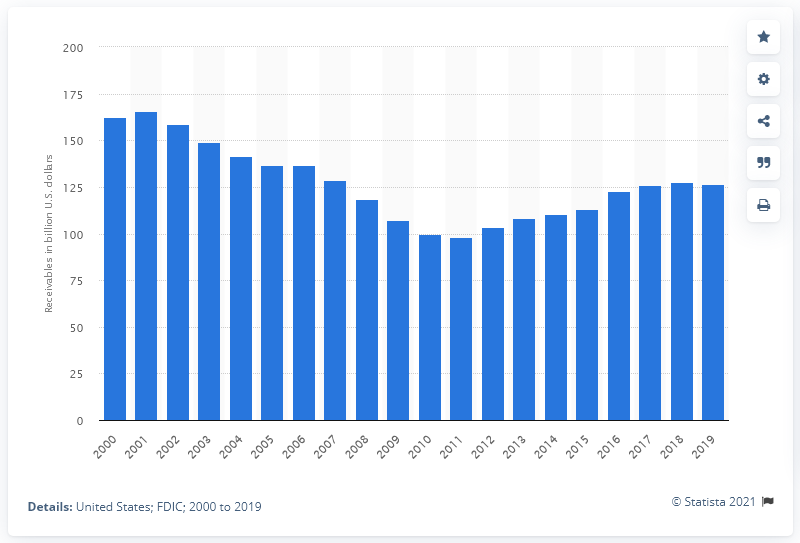 200
175
150
125
100
75
50
25
0
Receivables in billion U.S. dollars
2000 2001 2002 2003 2004 2005 2006 2007 2008 2009 2010 2011 2012 2013 2014 2015 2016 2017 2018 2019
Details: United States; FDIC; 2000 to 2019
© Statista 2021